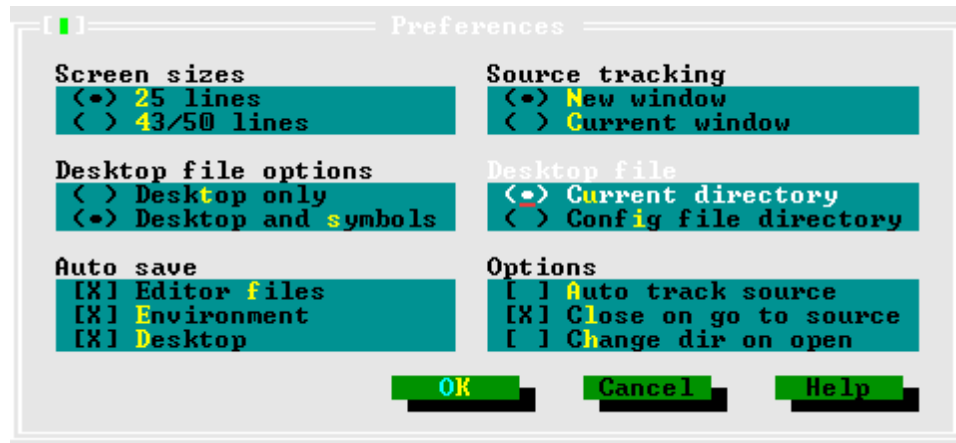 [▮] Preferences
Screen sizes
(•) 25 lines
( ) 43/50 lines
Source tracking
(•) New window
( ) Current window
Desktop file options
( ) Desktop only
(•) Desktop and symbols
Desktop file
(•) Current directory
( ) Config file directory
Auto save
[X] Editor files
[X] Environment
[X] Desktop
Options
[ ] Auto track source
[X] Close on go to source
[ ] Change dir on open
OK Cancel Help